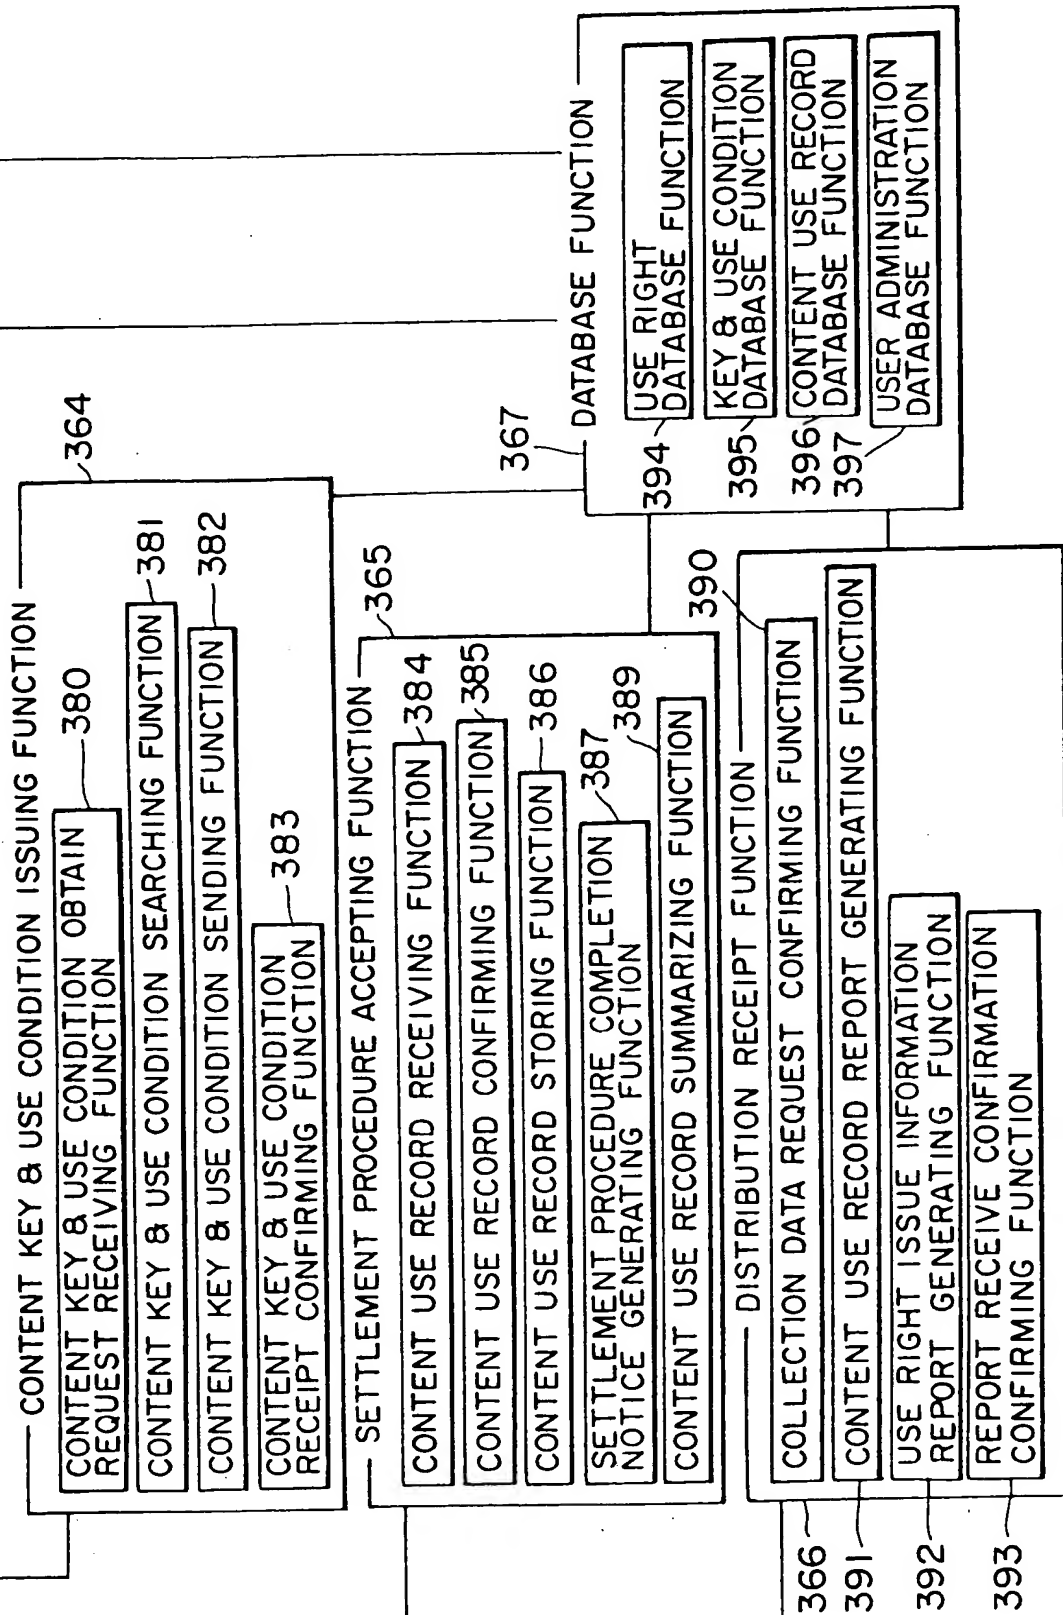 CONTENT KEY & USE CONDITION ISSUING FUNCTION
364
CONTENT KEY & USE CONDITION OBTAIN
REQUEST RECEIVING FUNCTION
380
CONTENT KEY & USE CONDITION SEARCHING FUNCTION
381
CONTENT KEY & USE CONDITION SENDING FUNCTION
382
CONTENT KEY & USE CONDITION
RECEIPT CONFIRMING FUNCTION
383
SETTLEMENT PROCEDURE ACCEPTING FUNCTION
365
CONTENT USE RECORD RECEIVING FUNCTION
384
CONTENT USE RECORD CONFIRMING FUNCTION
385
CONTENT USE RECORD STORING FUNCTION
386
SETTLEMENT PROCEDURE COMPLETION
NOTICE GENERATING FUNCTION
387
CONTENT USE RECORD SUMMARIZING FUNCTION
389
DISTRIBUTION RECEIPT FUNCTION
366
COLLECTION DATA REQUEST CONFIRMING FUNCTION
390
CONTENT USE RECORD REPORT GENERATING FUNCTION
391
USE RIGHT ISSUE INFORMATION
REPORT GENERATING FUNCTION
392
REPORT RECEIVE CONFIRMATION
CONFIRMING FUNCTION
393
367
DATABASE FUNCTION
USE RIGHT
DATABASE FUNCTION
394
KEY & USE CONDITION
DATABASE FUNCTION
395
CONTENT USE RECORD
DATABASE FUNCTION
396
USER ADMINISTRATION
DATABASE FUNCTION
397